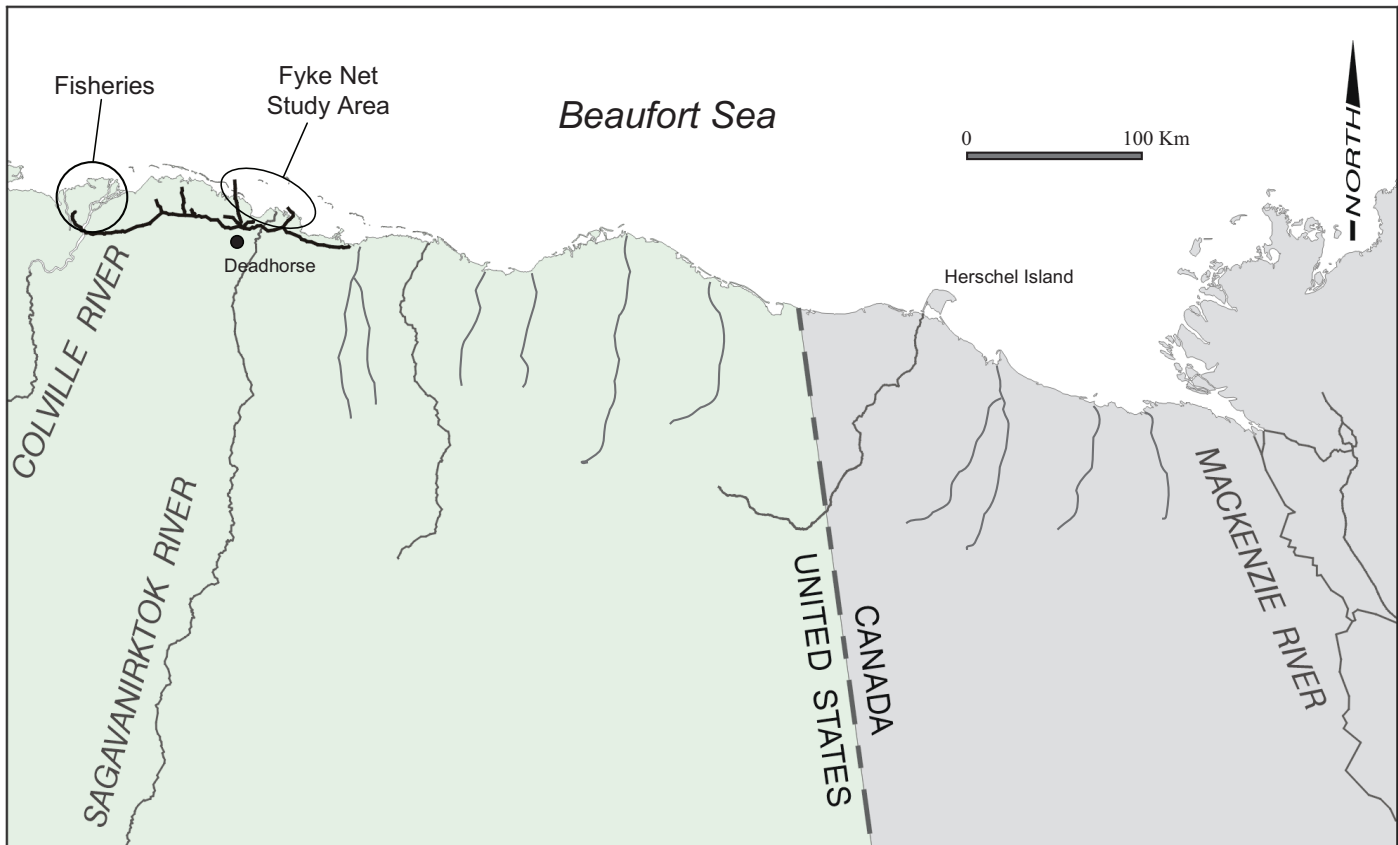 Fisheries
Fyke Net
Study Area
Beaufort Sea
0
100 Km
NORTH
Deadhorse
Herschel Island
COLVILLE RIVER
SAGAVANIRKTOK RIVER
UNITED STATES
CANADA
MACKENZIE RIVER